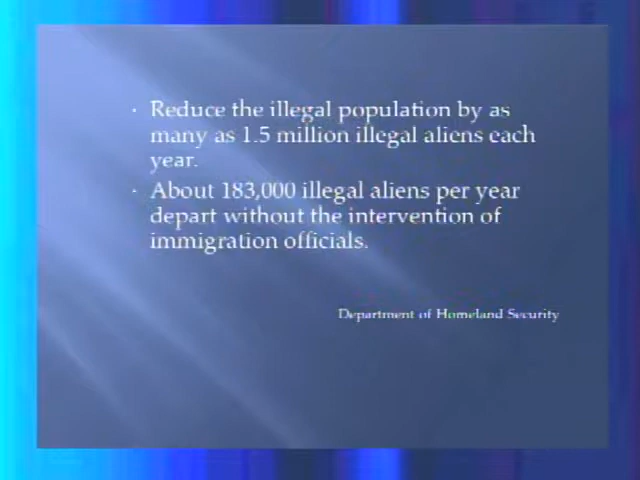 · Reduce the illegal population by as
many as 1.5 million illegal aliens each
year.
· About 183,000 illegal aliens per year
depart without the intervention of
immigration officials.
Department of Homeland Security